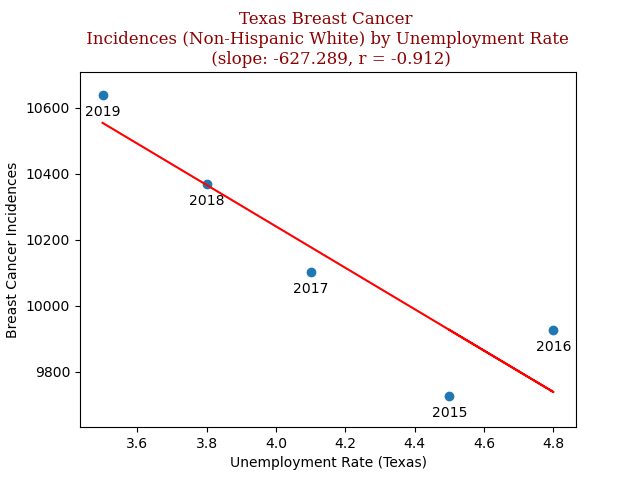 Texas Breast Cancer
Incidences (Non-Hispanic White) by Unemployment Rate
(slope: -627.289, r = -0.912)
10600
2019
10400
2018
10200
2017
Breast Cancer Incidences
10000
2016
9800
2015
3.6 3.8 4.0 4.2 4.4 4.6 4.8
Unemployment Rate (Texas)